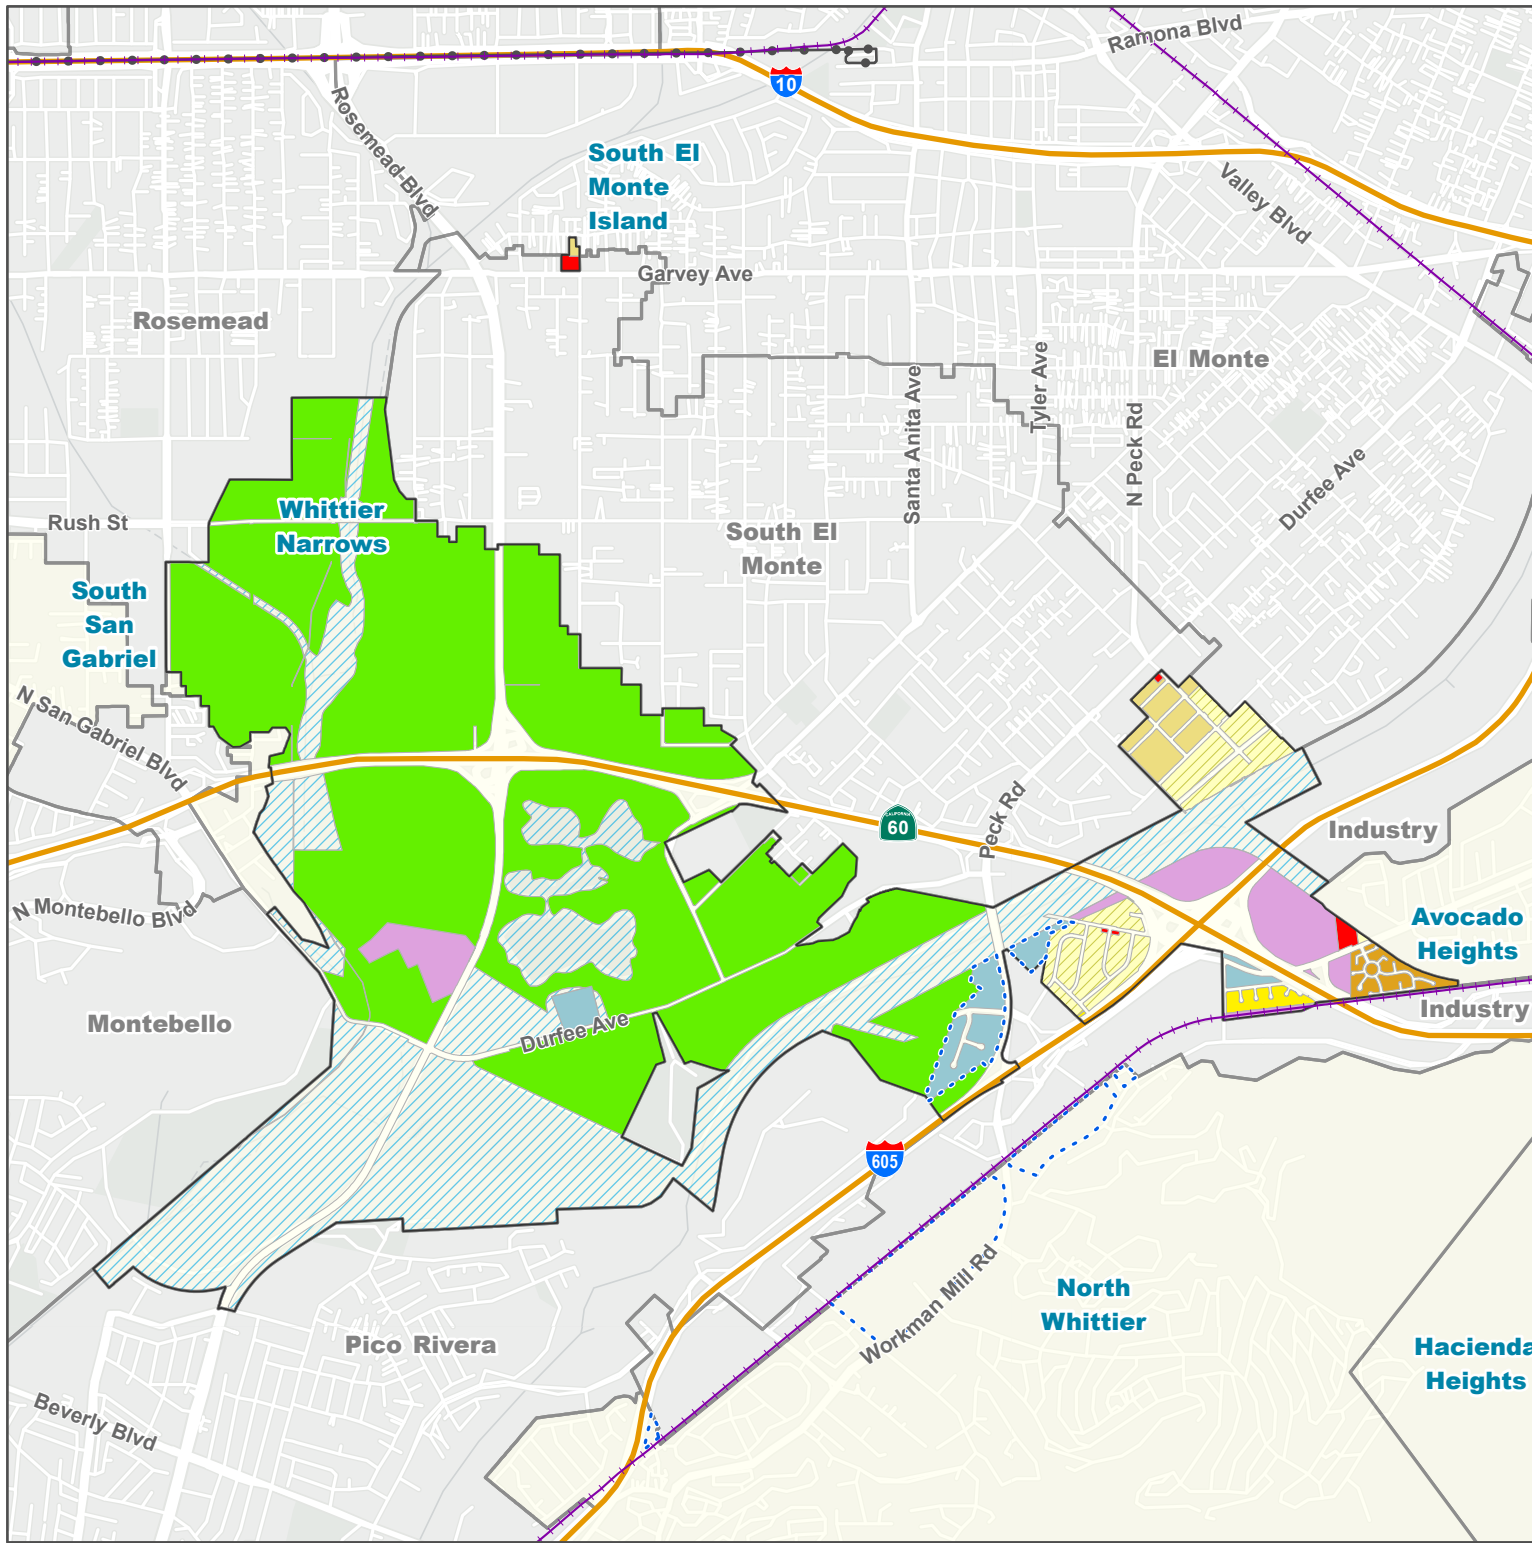 Ramona Blvd
10
Rosemead Blvd
South El
Monte
Island
Valley Blvd
Garvey Ave
Rosemead
El Monte
Tyler Ave
Santa Anita Ave
N Peck Rd
Durfee Ave
Whittier
Narrows
Rush St
South El
Monte
South
San
Gabriel
N San Gabriel Blvd
Peck Rd
CALIFORNIA
60
Industry
N Montebello Blvd
Avocado
Heights
Montebello
Durfee Ave
Industry
605
Workman Mill Rd
North
Whittier
Pico Rivera
Hacienda
Heights
Beverly Blvd